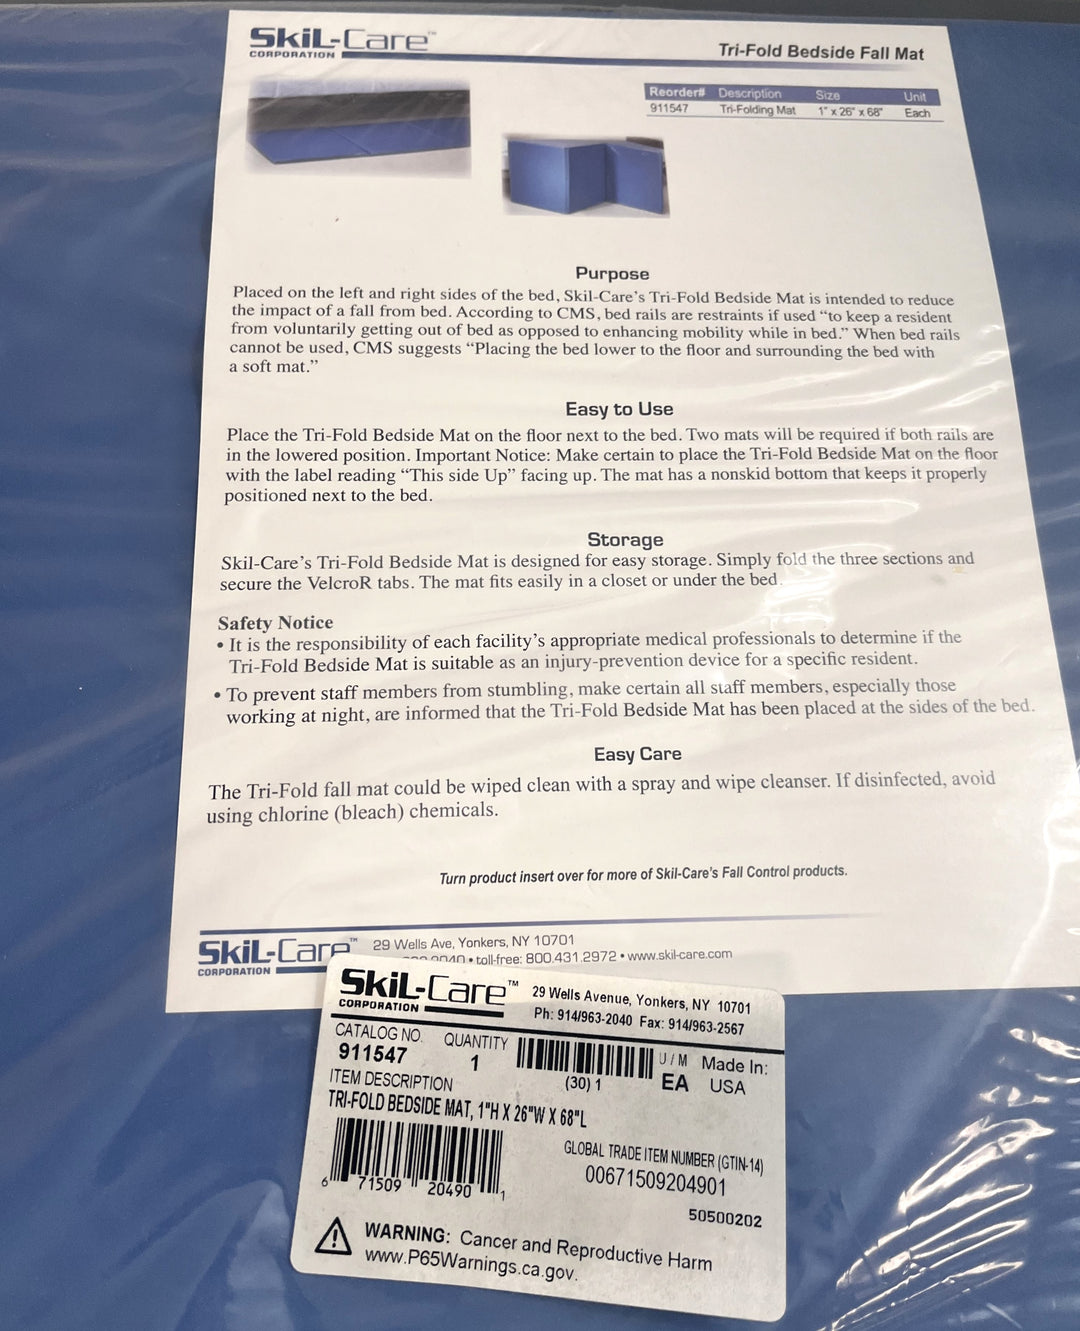 SkiL-Care™
CORPORATION
Tri-Fold Bedside Fall Mat
Reorder# Description Size Unit
911547 Tri-Folding Mat 1" x 26" x 68" Each
Purpose
Placed on the left and right sides of the bed, Skil-Care's Tri-Fold Bedside Mat is intended to reduce
the impact of a fall from bed. According to CMS, bed rails are restraints if used “to keep a resident
from voluntarily getting out of bed as opposed to enhancing mobility while in bed.” When bed rails
cannot be used, CMS suggests “Placing the bed lower to the floor and surrounding the bed with
a soft mat.”
Easy to Use
Place the Tri-Fold Bedside Mat on the floor next to the bed. Two mats will be required if both rails are
in the lowered position. Important Notice: Make certain to place the Tri-Fold Bedside Mat on the floor
with the label reading “This side Up” facing up. The mat has a nonskid bottom that keeps it properly
positioned next to the bed.
Storage
Skil-Care's Tri-Fold Bedside Mat is designed for easy storage. Simply fold the three sections and
secure the VelcroR tabs. The mat fits easily in a closet or under the bed.
Safety Notice
• It is the responsibility of each facility's appropriate medical professionals to determine if the
Tri-Fold Bedside Mat is suitable as an injury-prevention device for a specific resident.
• To prevent staff members from stumbling, make certain all staff members, especially those
working at night, are informed that the Tri-Fold Bedside Mat has been placed at the sides of the bed.
Easy Care
The Tri-Fold fall mat could be wiped clean with a spray and wipe cleanser. If disinfected, avoid
using chlorine (bleach) chemicals.
Turn product insert over for more of Skil-Care's Fall Control products.
SkiL-Care™
CORPORATION
29 Wells Ave, Yonkers, NY 10701
• toll-free: 800.431.2972 • www.skil-care.com
SkiL-Care™
CORPORATION
29 Wells Avenue, Yonkers, NY 10701
Ph: 914/963-2040 Fax: 914/963-2567
CATALOG NO. QUANTITY U/M Made In:
911547 1 (30) 1 EA USA
ITEM DESCRIPTION
TRI-FOLD BEDSIDE MAT, 1"H X 26"W X 68"L
GLOBAL TRADE ITEM NUMBER (GTIN-14)
00671509204901
6 71509 20490 1
50500202
WARNING: Cancer and Reproductive Harm
www.P65Warnings.ca.gov.